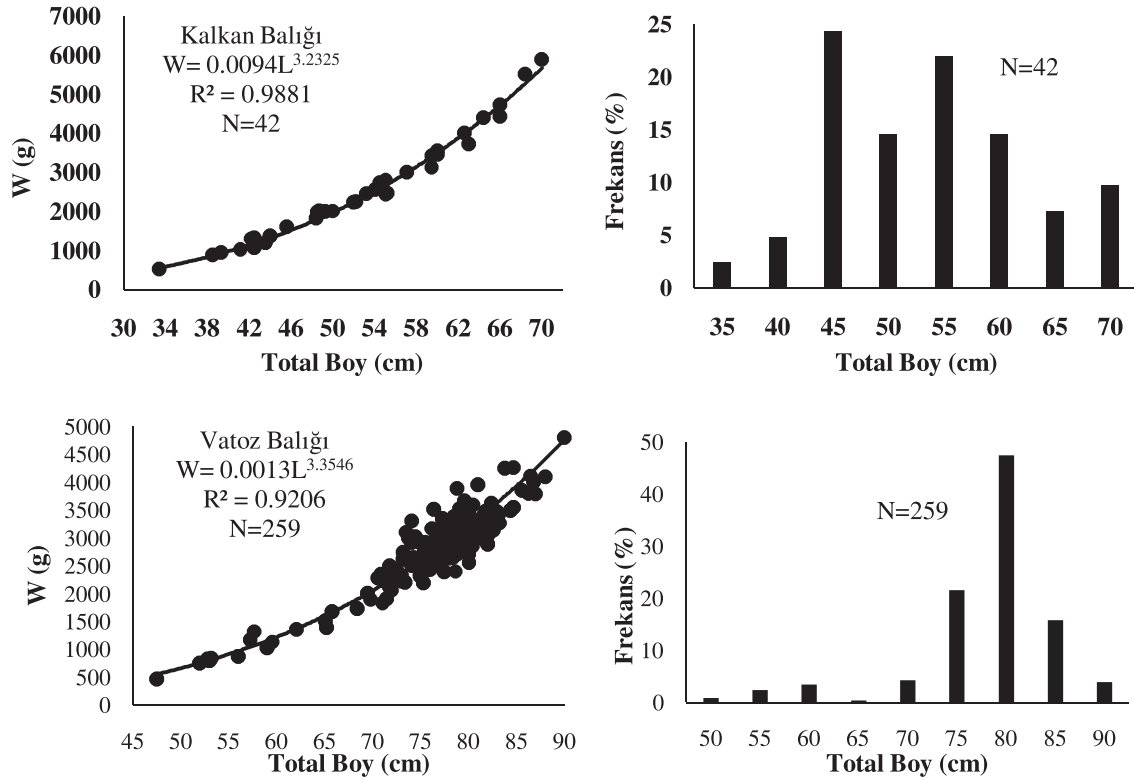 7000
6000
5000
4000
3000
2000
1000
0
W (g)
Kalkan Balığı
W= 0.0094L^3.2325
R² = 0.9881
N=42
30 34 38 42 46 50 54 58 62 66 70
Total Boy (cm)
25
20
15
10
5
0
Frekans (%)
N=42
35 40 45 50 55 60 65 70
Total Boy (cm)
5000
4500
4000
3500
3000
2500
2000
1500
1000
500
0
W (g)
Vatoz Balığı
W= 0.0013L^3.3546
R² = 0.9206
N=259
45 50 55 60 65 70 75 80 85 90
Total Boy (cm)
50
40
30
20
10
0
Frekans (%)
N=259
50 55 60 65 70 75 80 85 90
Total Boy (cm)